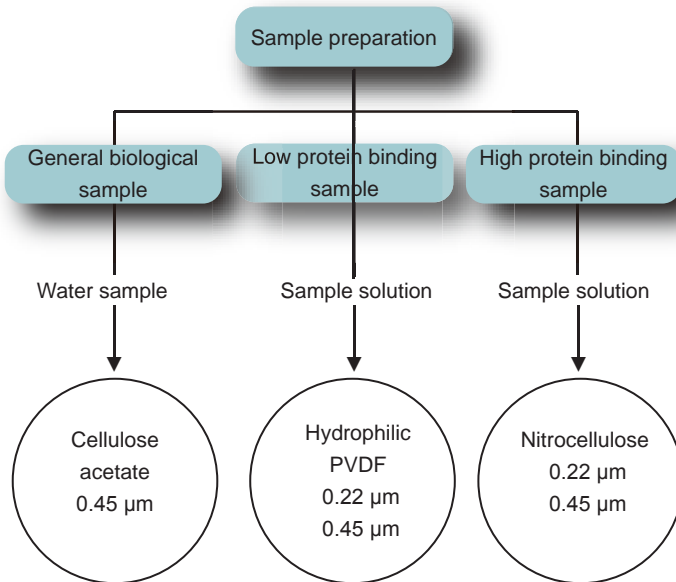 Sample preparation
General biological
sample
Low protein binding
sample
High protein binding
sample
Water sample
Sample solution
Sample solution
Cellulose
acetate
0.45 µm
Hydrophilic
PVDF
0.22 µm
0.45 µm
Nitrocellulose
0.22 µm
0.45 µm